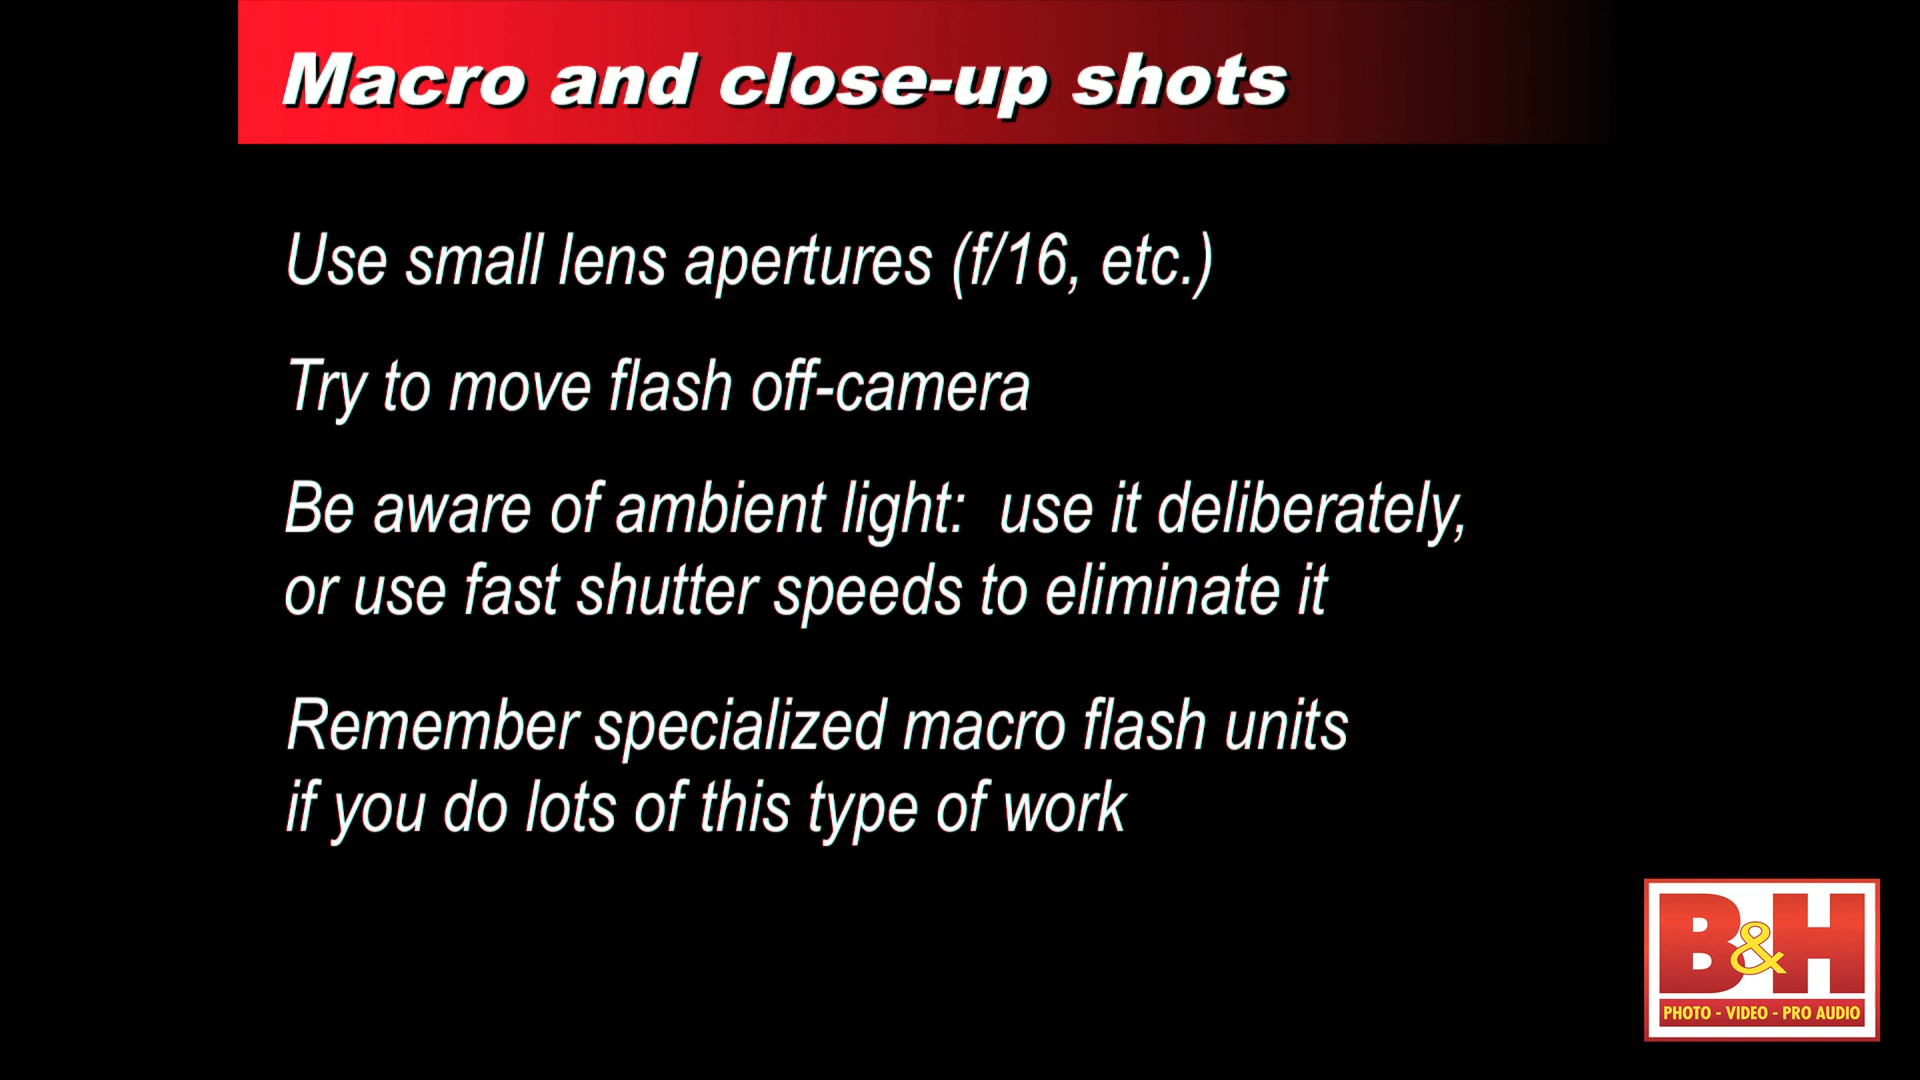 Macro and close-up shots
Use small lens apertures (f/16, etc.)
Try to move flash off-camera
Be aware of ambient light:  use it deliberately,
or use fast shutter speeds to eliminate it
Remember specialized macro flash units
if you do lots of this type of work
B&H
PHOTO - VIDEO - PRO AUDIO